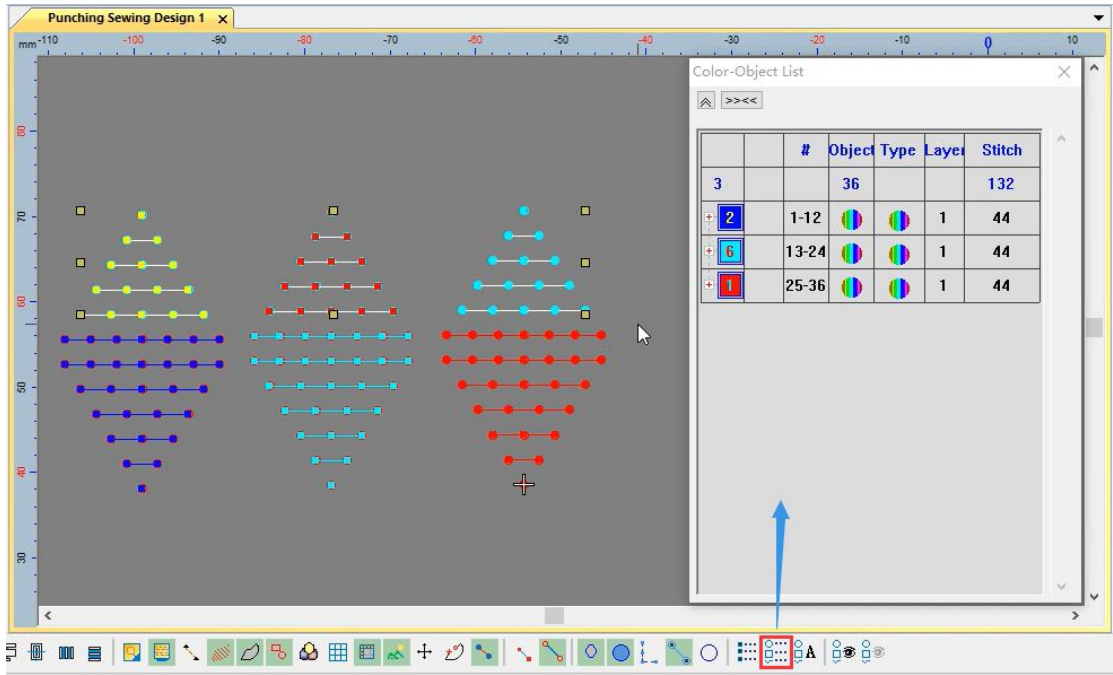 Punching Sewing Design 1 x
mm -110 -100 -90 -80 -70 -60 -50 -40 -30 -20 -10 0 10
Color-Object List
>><<
# Object Type Layer Stitch
3 36 132
80
2 1-12 1 44
70
6 13-24 1 44
1 25-36 1 44
60
50
40
30
A